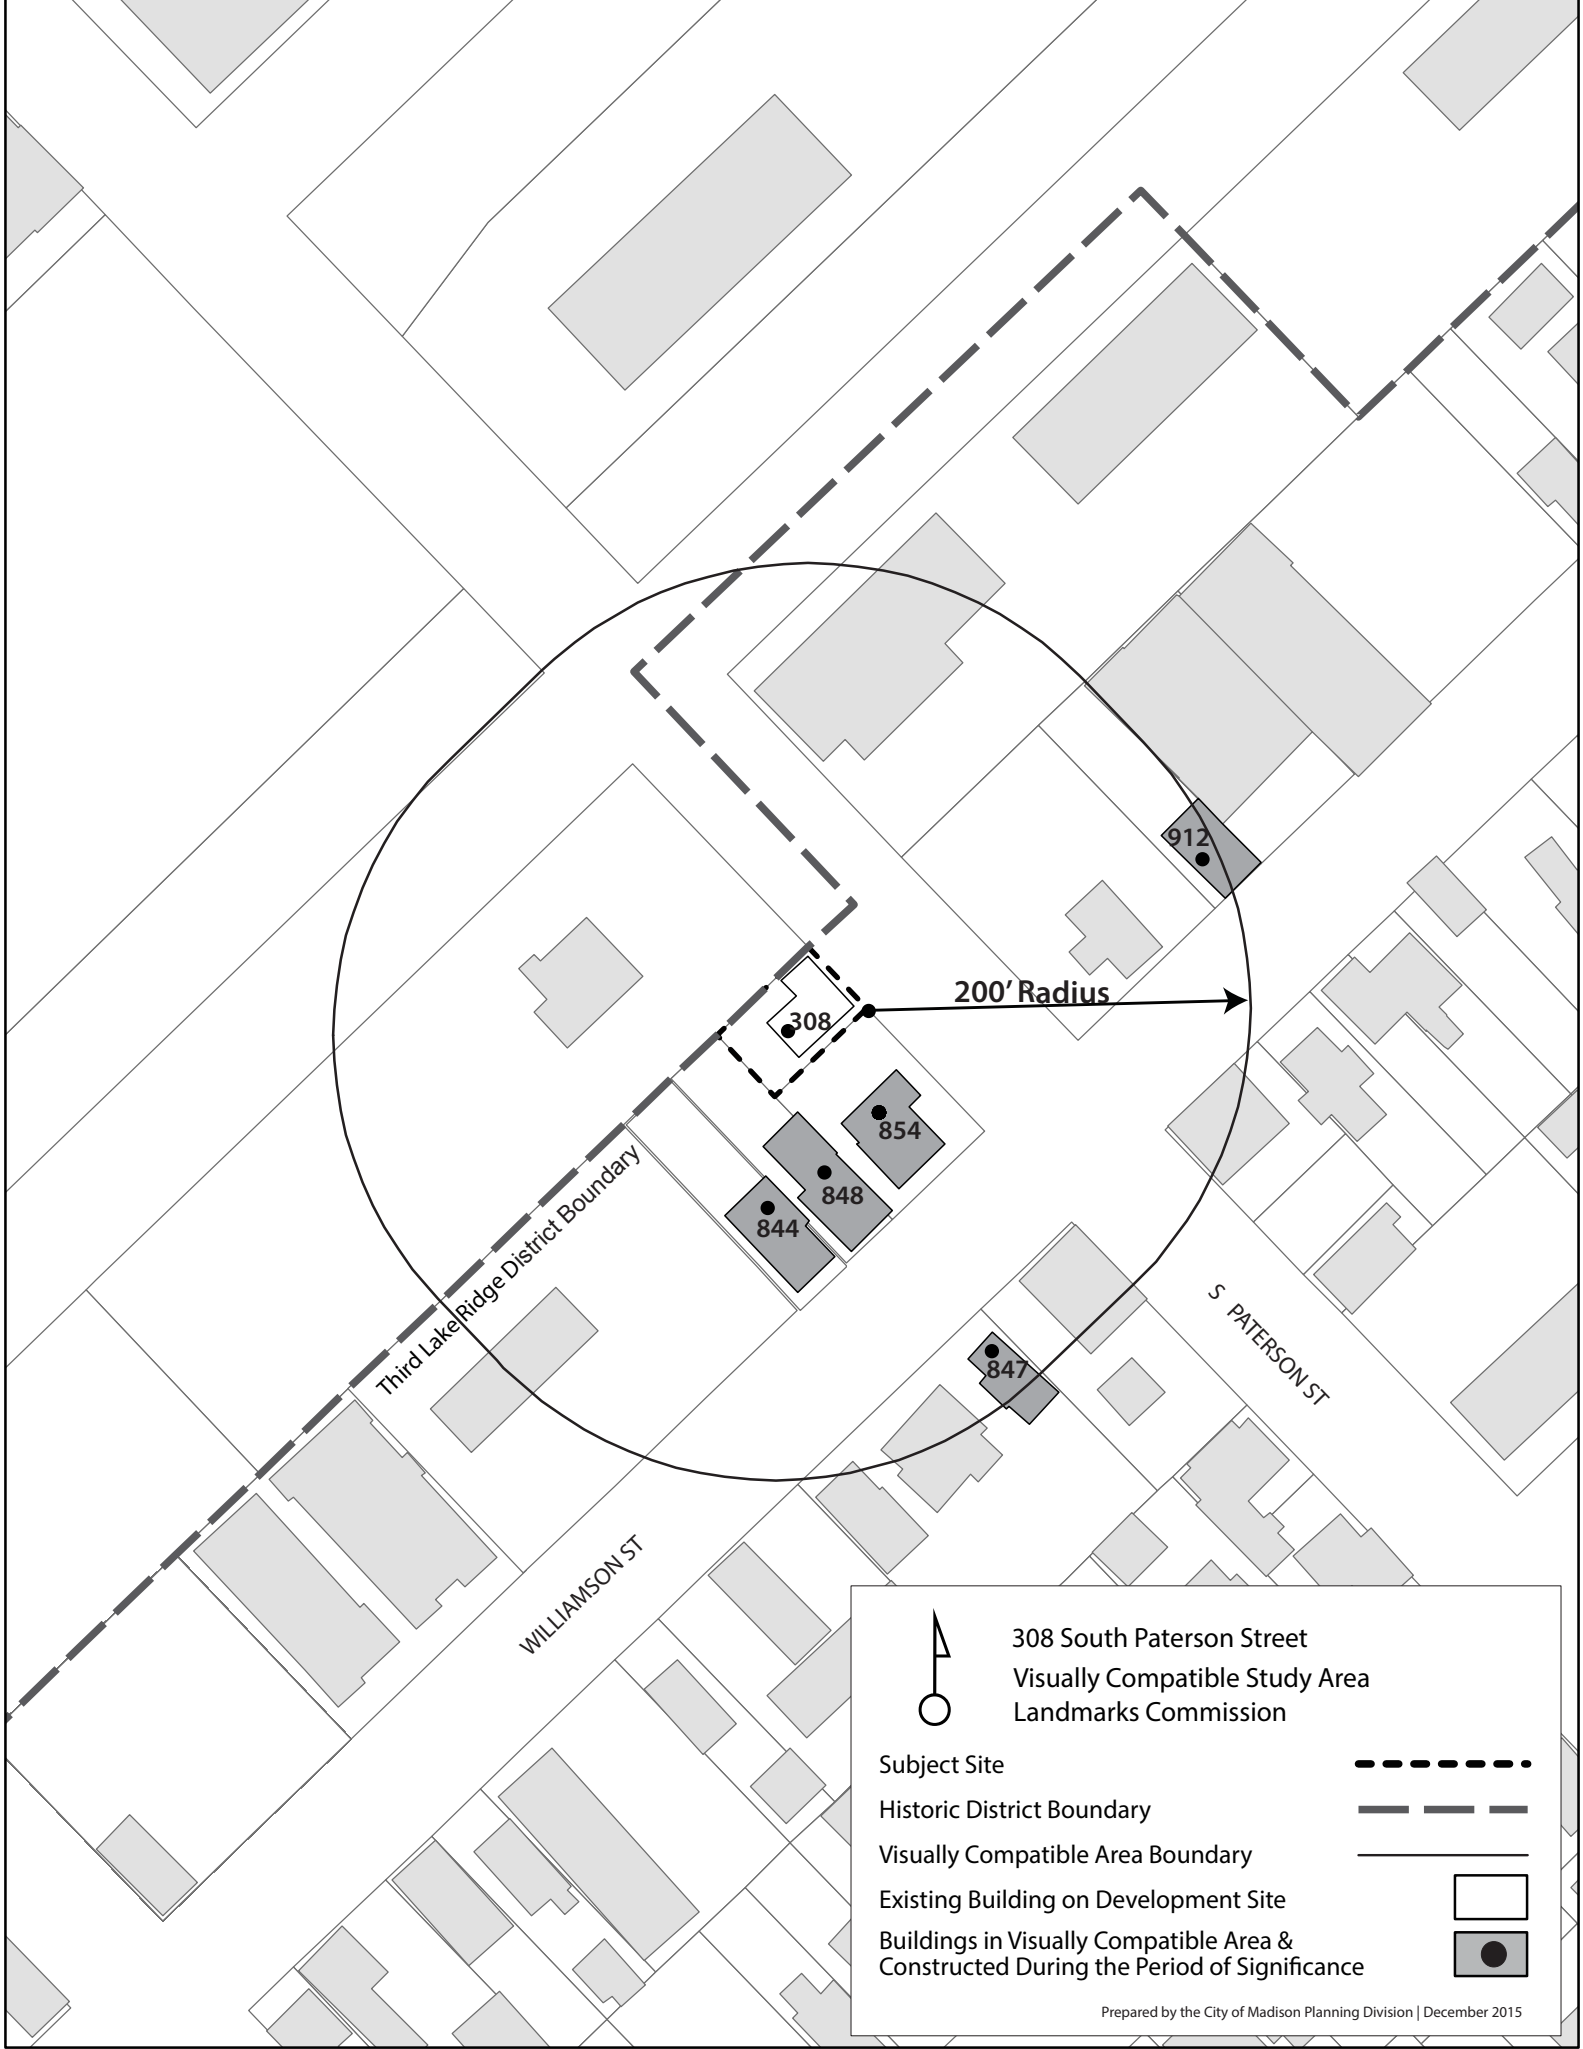 912
200’ Radius
308
854
848
844
Third Lake Ridge District Boundary
847
S PATERSON ST
WILLIAMSON ST
308 South Paterson Street
Visually Compatible Study Area
Landmarks Commission
Subject Site
Historic District Boundary
Visually Compatible Area Boundary
Existing Building on Development Site
Buildings in Visually Compatible Area &
Constructed During the Period of Significance
Prepared by the City of Madison Planning Division | December 2015